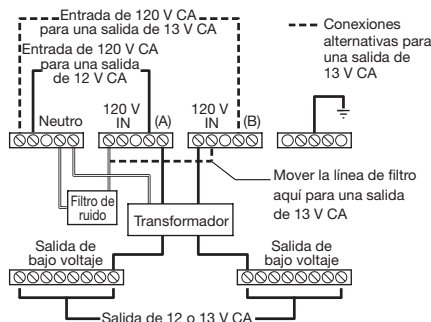 Entrada de 120 V CA
para una salida de 13 V CA
Entrada de 120 V CA
para una salida
de 12 V CA
Conexiones
alternativas para
una salida de
13 V CA
Neutro
120 V
IN
(A)
120 V
IN
(B)
Mover la línea de filtro
aquí para una salida
de 13 V CA
Filtro de
ruido
Transformador
Salida de
bajo voltaje
Salida de
bajo voltaje
Salida de 12 o 13 V CA